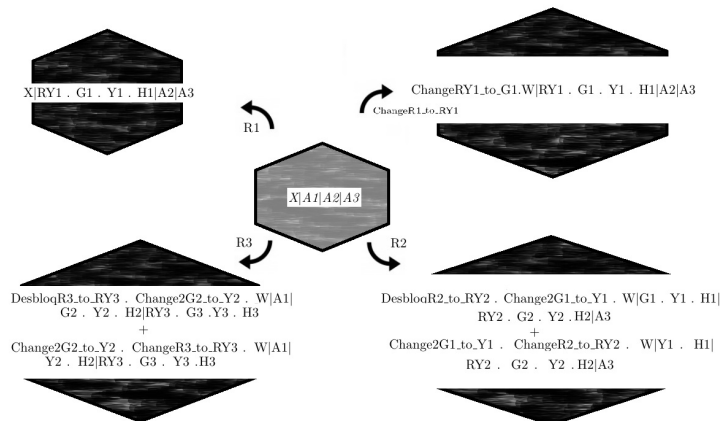 X|RY1 . G1 . Y1 . H1|A2|A3
ChangeRY1_to_G1.W|RY1 . G1 . Y1 . H1|A2|A3
R1
ChangeR1_to_RY1
X|A1|A2|A3
R3
R2
DesbloqR3_to_RY3 . Change2G2_to_Y2 . W|A1|
G2 . Y2 . H2|RY3 . G3 .Y3 . H3
+
Change2G2_to_Y2 . ChangeR3_to_RY3 . W|A1|
Y2 . H2|RY3 . G3 . Y3 .H3
DesbloqR2_to_RY2 . Change2G1_to_Y1 . W|G1 . Y1 . H1|
RY2 . G2 . Y2 .H2|A3
+
Change2G1_to_Y1 . ChangeR2_to_RY2 . W|Y1 . H1|
RY2 . G2 . Y2 .H2|A3